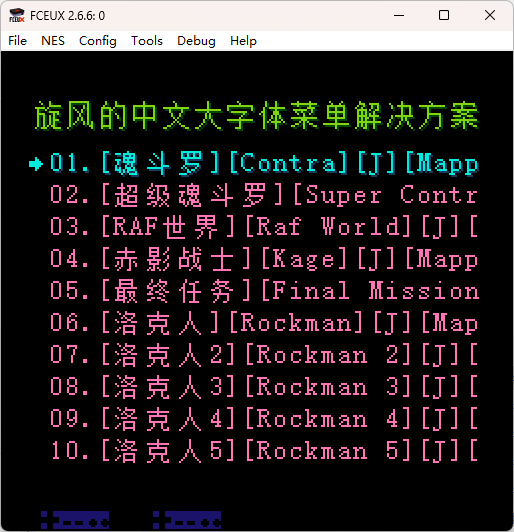 FCEUX 2.6.6: 0
File NES Config Tools Debug Help
旋风的中文大字体菜单解决方案
01.[魂斗罗][Contra][J][Mapp
02.[超级魂斗罗][Super Contr
03.[RAF世界][Raf World][J][
04.[赤影战士][Kage][J][Mapp
05.[最终任务][Final Mission
06.[洛克人][Rockman][J][Map
07.[洛克人2][Rockman 2][J][
08.[洛克人3][Rockman 3][J][
09.[洛克人4][Rockman 4][J][
10.[洛克人5][Rockman 5][J][